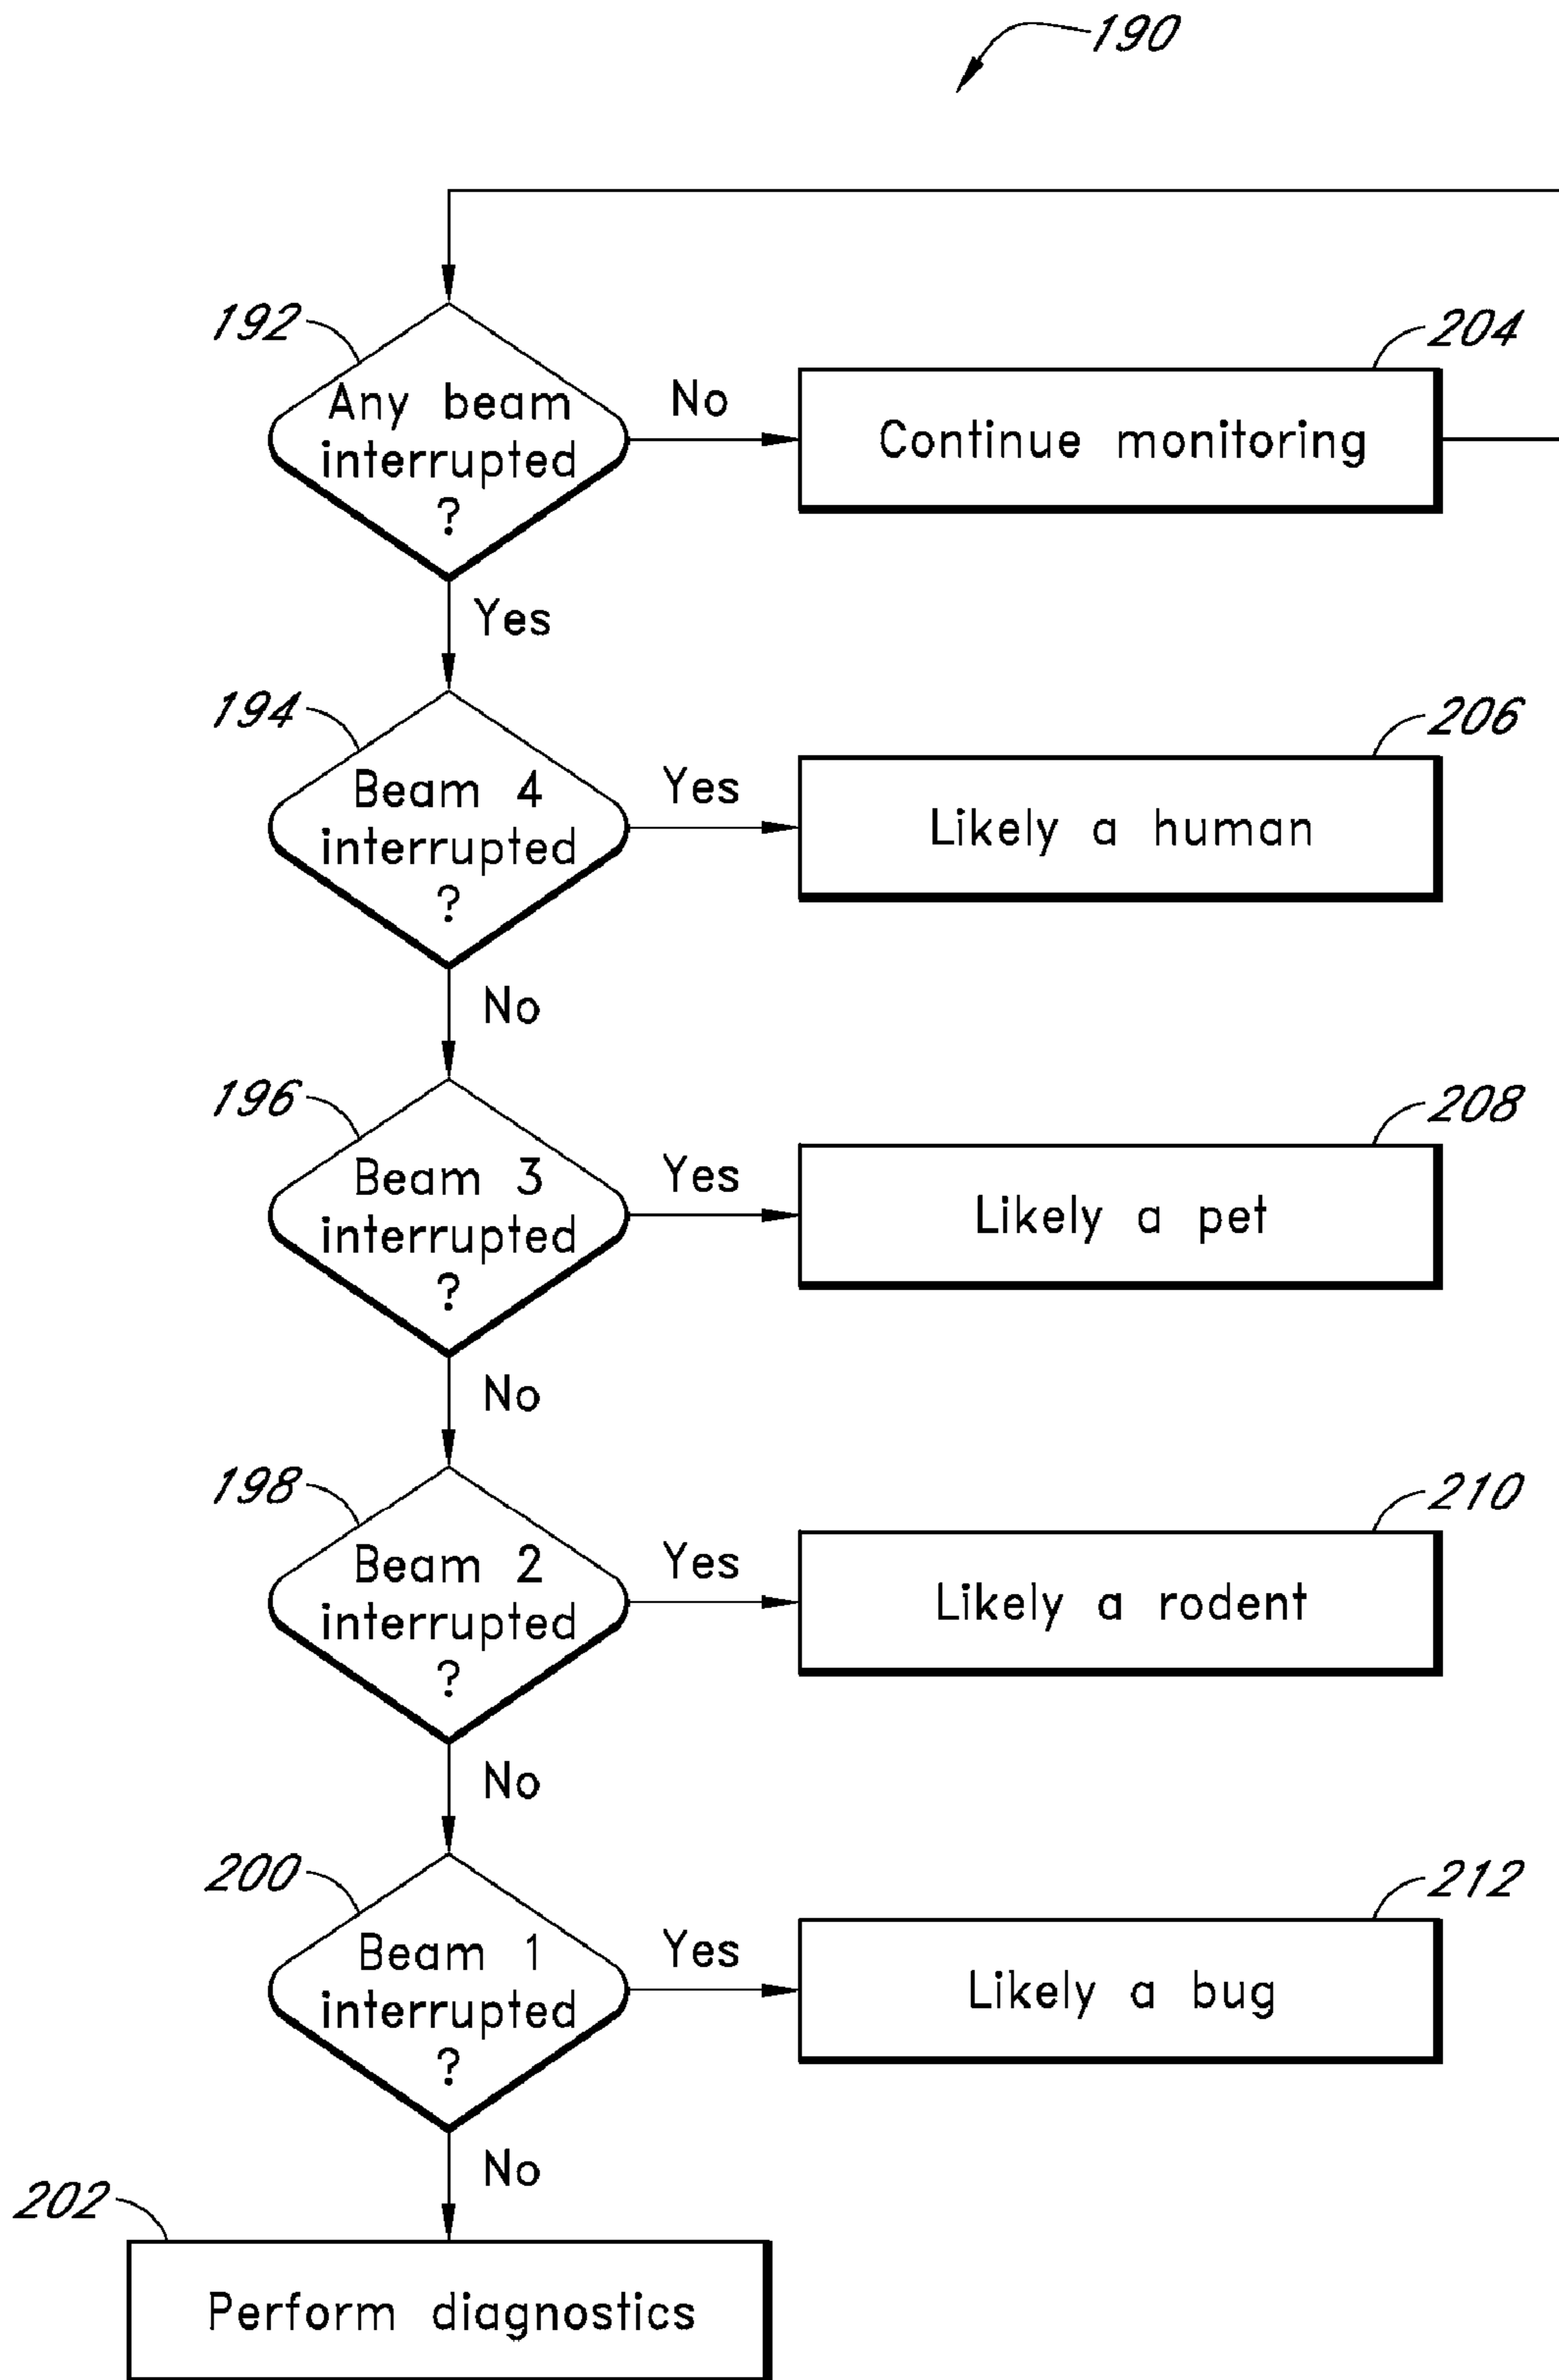 190
192
Any beam
interrupted
?
No
204
Continue monitoring
Yes
194
Beam 4
interrupted
?
Yes
206
Likely a human
No
196
Beam 3
interrupted
?
Yes
208
Likely a pet
No
198
Beam 2
interrupted
?
Yes
210
Likely a rodent
No
200
Beam 1
interrupted
?
Yes
212
Likely a bug
No
202
Perform diagnostics